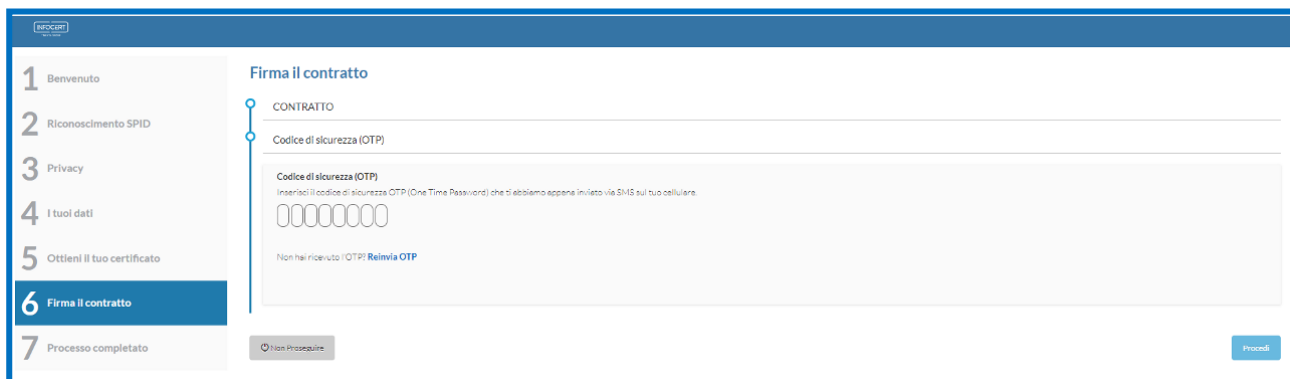 INFOCERT
1 Benvenuto
2 Riconoscimento SPID
3 Privacy
4 I tuoi dati
5 Ottieni il tuo certificato
6 Firma il contratto
7 Processo completato
Firma il contratto
CONTRATTO
Codice di sicurezza (OTP)
Codice di sicurezza (OTP)
Inserisci il codice di sicurezza OTP (One Time Password) che ti abbiamo appena inviato via SMS sul tuo cellulare.
Non hai ricevuto l'OTP? Reinvia OTP
Non Proseguire
Procedi